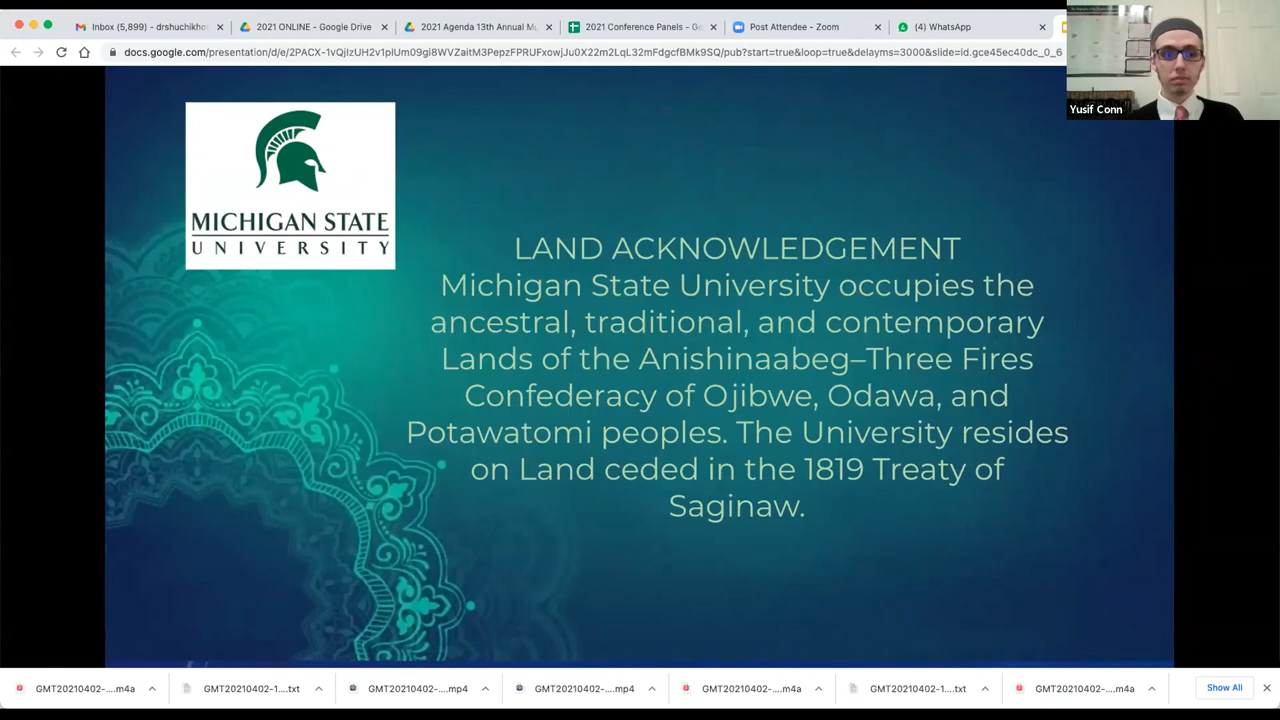 Inbox (5,899) - drshuchikho
2021 ONLINE - Google Drive
2021 Agenda 13th Annual M
2021 Conference Panels - Go
Post Attendee - Zoom
(4) WhatsApp
docs.google.com/presentation/d/e/2PACX-1vQjIzUH2v1plUm09gi8WVZaitM3PepzFPRUFxowjJu0X22m2LqL32mFdgcfBMk9SQ/pub?start=true&loop=true&delayms=3000&slide=id.gce45ec40dc_0_6
Yusif Conn
MICHIGAN STATE
UNIVERSITY
LAND ACKNOWLEDGEMENT
Michigan State University occupies the
ancestral, traditional, and contemporary
Lands of the Anishinaabeg–Three Fires
Confederacy of Ojibwe, Odawa, and
Potawatomi peoples. The University resides
on Land ceded in the 1819 Treaty of
Saginaw.
GMT20210402-....m4a
GMT20210402-1....txt
GMT20210402-....mp4
GMT20210402-....mp4
GMT20210402-....m4a
GMT20210402-1....txt
GMT20210402-....m4a
Show All